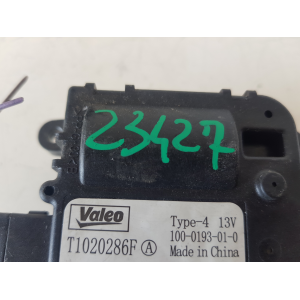 23427
Valeo
Type-4 13V
T1020286F Ⓐ
100-0193-01-0
Made in China